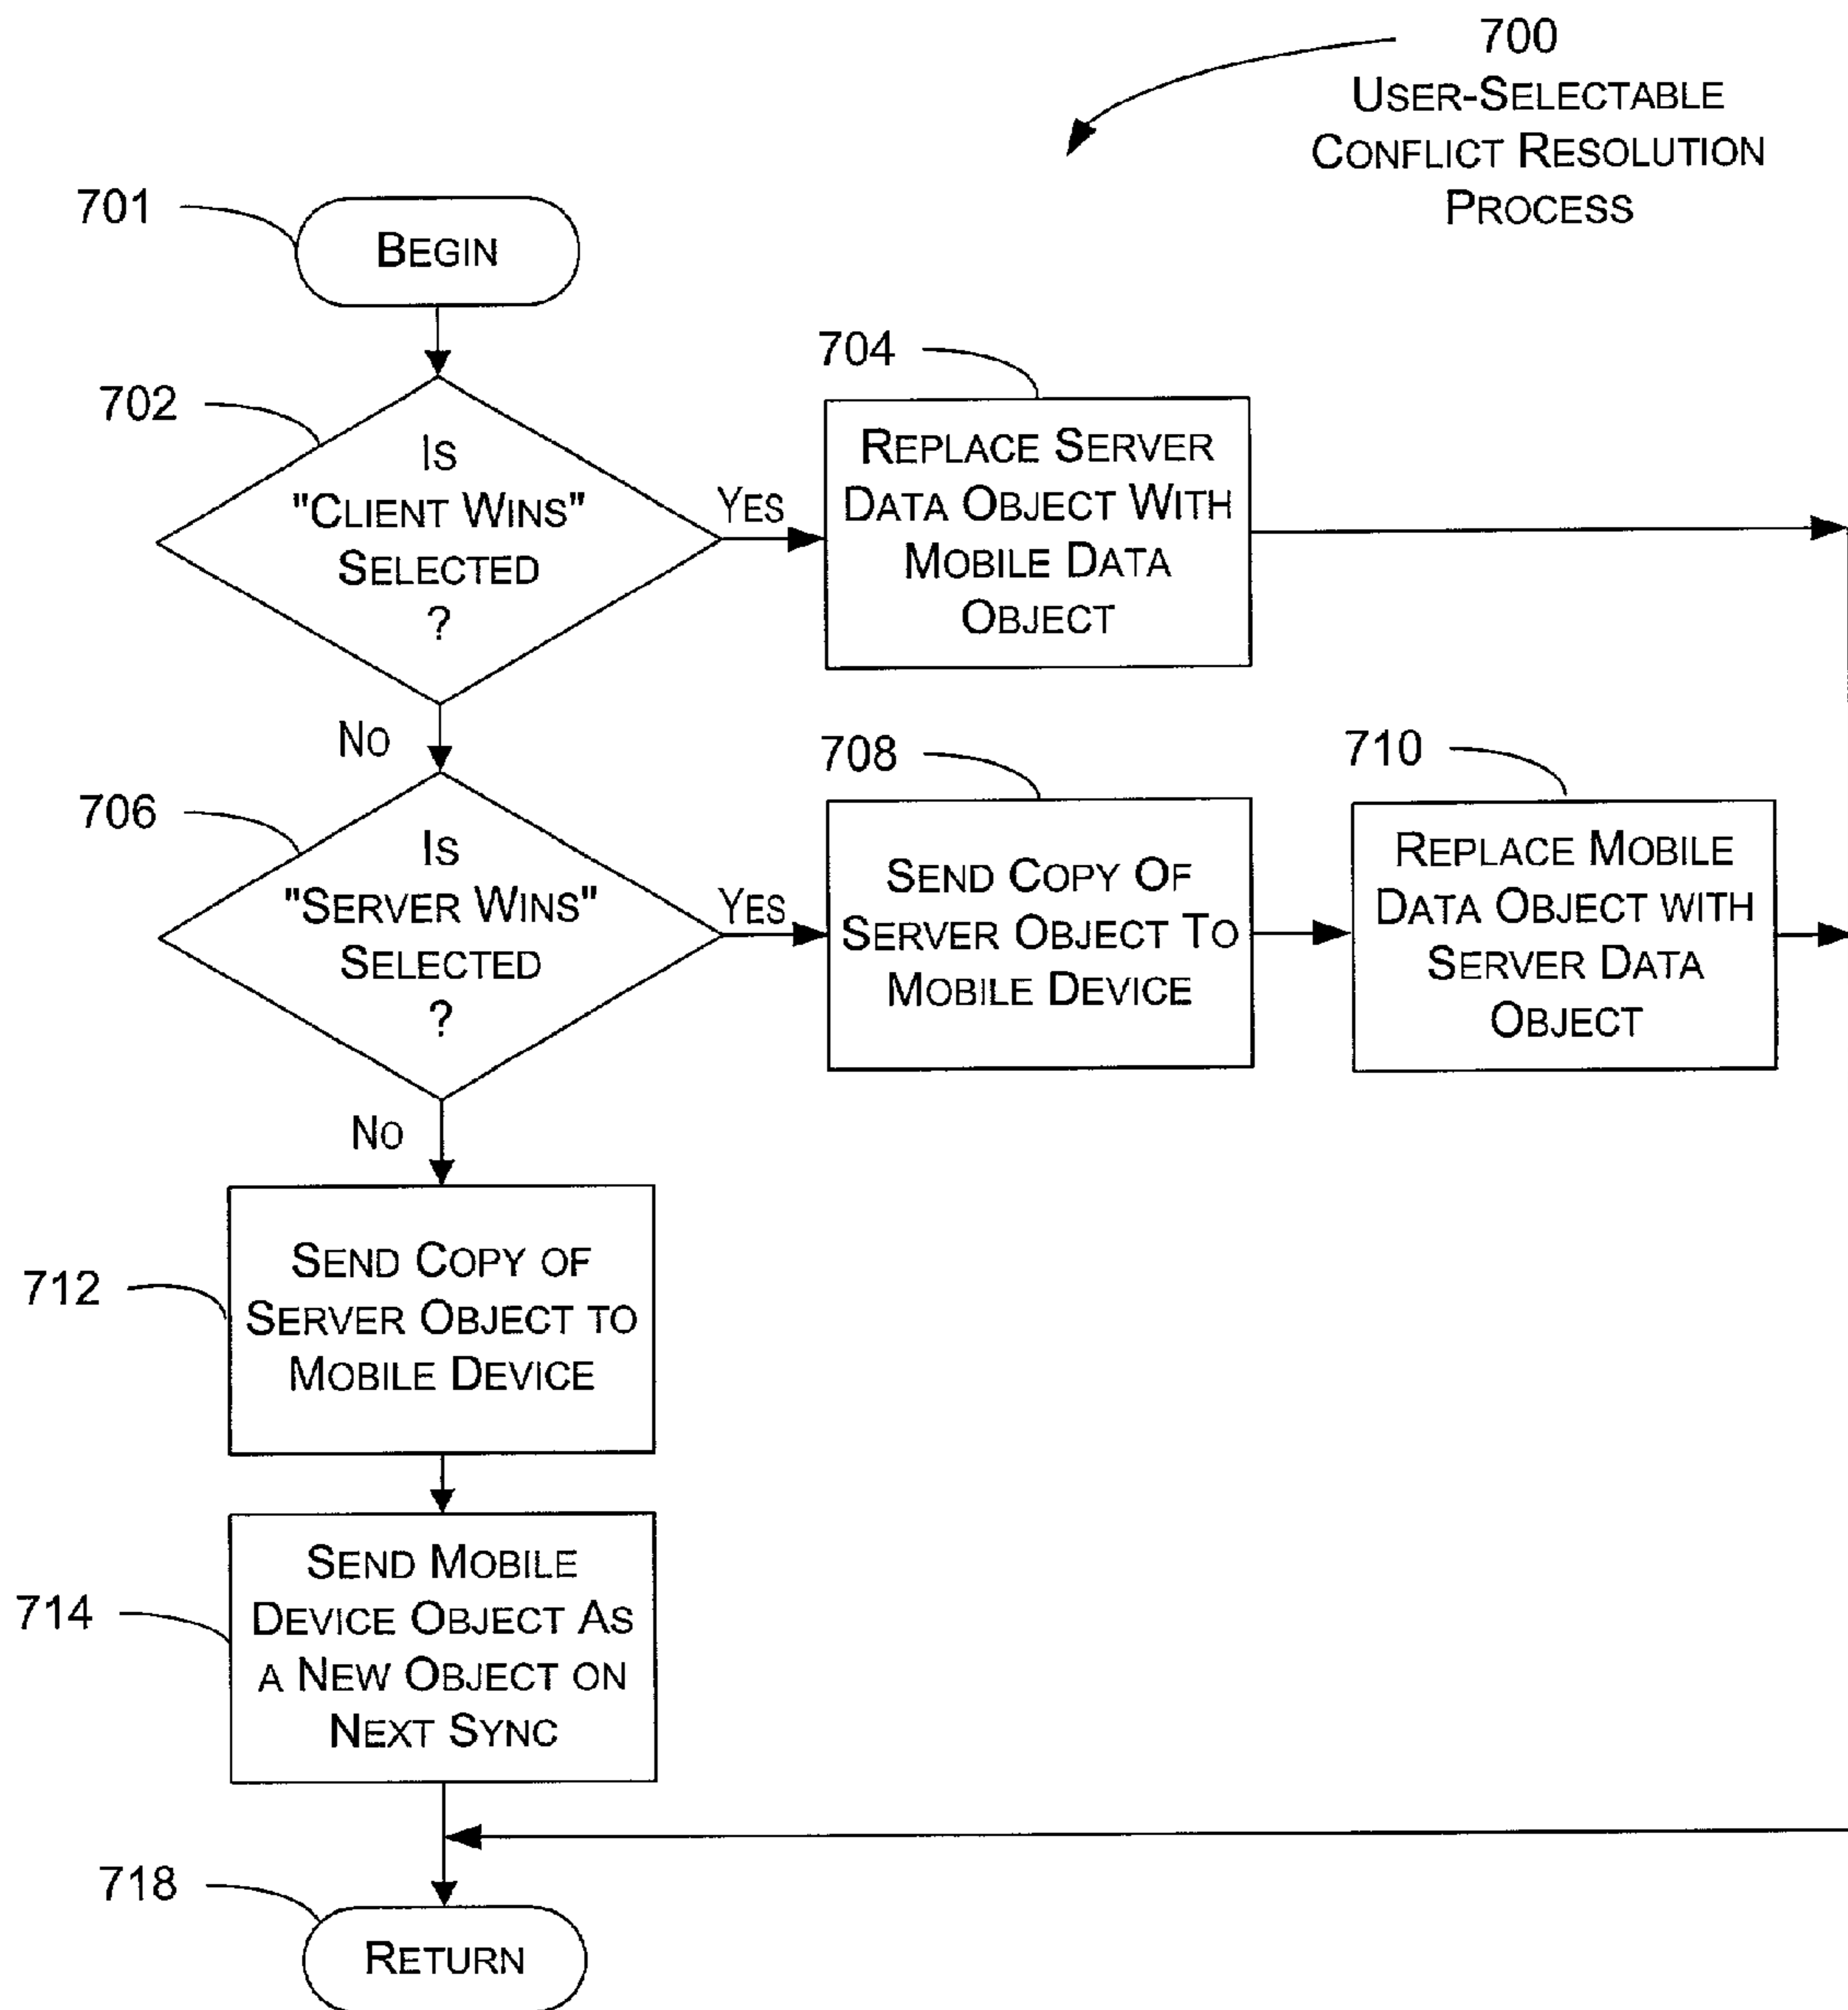 700
USER-SELECTABLE
CONFLICT RESOLUTION
PROCESS
701
BEGIN
702
IS
"CLIENT WINS"
SELECTED
?
YES
NO
704
REPLACE SERVER
DATA OBJECT WITH
MOBILE DATA
OBJECT
706
IS
"SERVER WINS"
SELECTED
?
YES
NO
708
SEND COPY OF
SERVER OBJECT TO
MOBILE DEVICE
710
REPLACE MOBILE
DATA OBJECT WITH
SERVER DATA
OBJECT
712
SEND COPY OF
SERVER OBJECT TO
MOBILE DEVICE
714
SEND MOBILE
DEVICE OBJECT AS
A NEW OBJECT ON
NEXT SYNC
718
RETURN